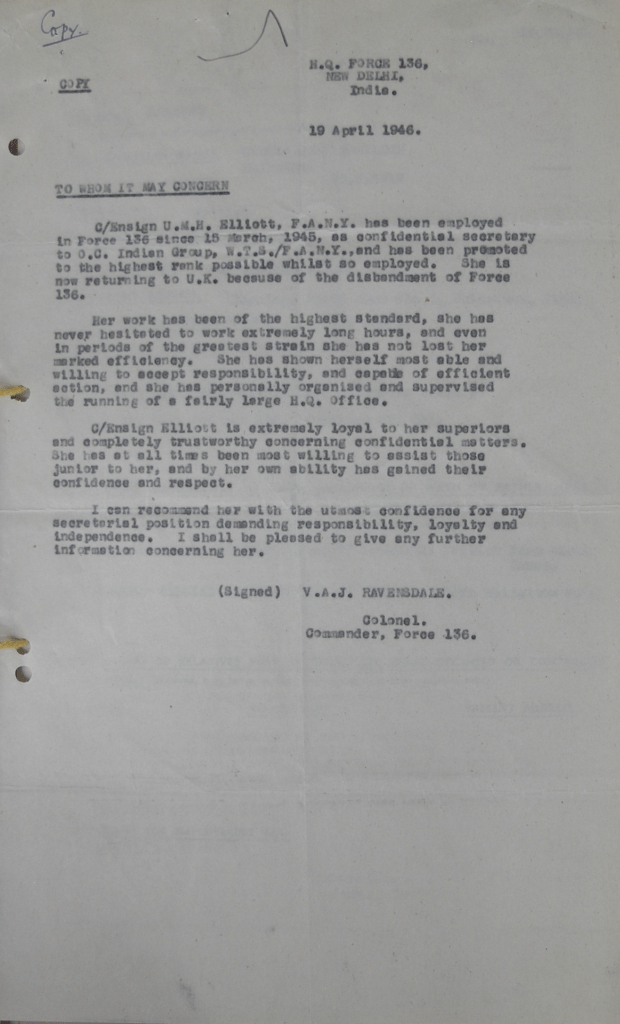 Copy.
H.Q. FORCE 136,
NEW DELHI,
India.
COPY
19 April 1946.
TO WHOM IT MAY CONCERN
C/Ensign U.M.H. Elliott, F.A.N.Y. has been employed
in Force 136 since 15 March, 1945, as confidential secretary
to O.C. Indian Group, W.T.S./F.A.N.Y., and has been promoted
to the highest rank possible whilst so employed. She is
now returning to U.K. because of the disbandment of Force
136.
Her work has been of the highest standard, she has
never hesitated to work extremely long hours, and even
in periods of the greatest strain she has not lost her
marked efficiency. She has shown herself most able and
willing to accept responsibility, and capable of efficient
action, and she has personally organised and supervised
the running of a fairly large H.Q. Office.
C/Ensign Elliott is extremely loyal to her superiors
and completely trustworthy concerning confidential matters.
She has at all times been most willing to assist those
junior to her, and by her own ability has gained their
confidence and respect.
I can recommend her with the utmost confidence for any
secretarial position demanding responsibility, loyalty and
independence. I shall be pleased to give any further
information concerning her.
(Signed) V.A.J. RAVENSDALE.
Colonel.
Commander, Force 136.